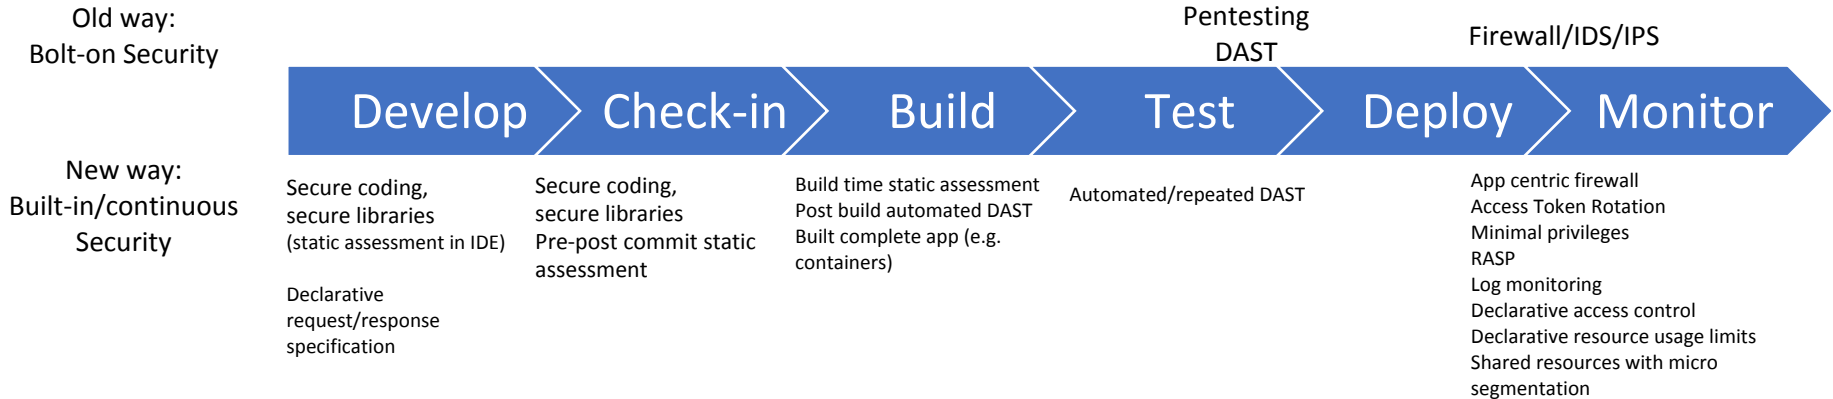 Old way:
Bolt-on Security
Pentesting
DAST
Firewall/IDS/IPS
Develop
Check-in
Build
Test
Deploy
Monitor
New way:
Built-in/continuous
Security
Secure coding,
secure libraries
(static assessment in IDE)
Declarative
request/response
specification
Secure coding,
secure libraries
Pre-post commit static
assessment
Build time static assessment
Post build automated DAST
Built complete app (e.g.
containers)
Automated/repeated DAST
App centric firewall
Access Token Rotation
Minimal privileges
RASP
Log monitoring
Declarative access control
Declarative resource usage limits
Shared resources with micro
segmentation